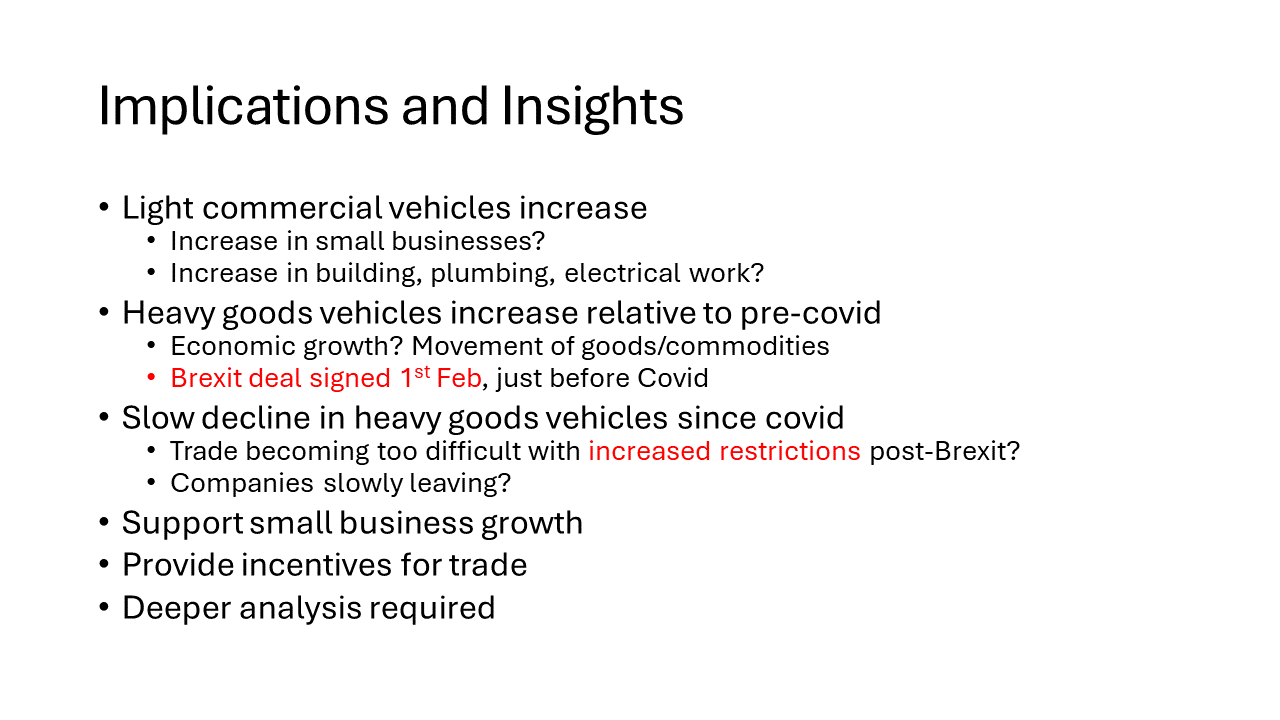 Implications and Insights
• Light commercial vehicles increase
• Increase in small businesses?
• Increase in building, plumbing, electrical work?
• Heavy goods vehicles increase relative to pre-covid
• Economic growth? Movement of goods/commodities
• Brexit deal signed 1st Feb, just before Covid
• Slow decline in heavy goods vehicles since covid
• Trade becoming too difficult with increased restrictions post-Brexit?
• Companies slowly leaving?
• Support small business growth
• Provide incentives for trade
• Deeper analysis required